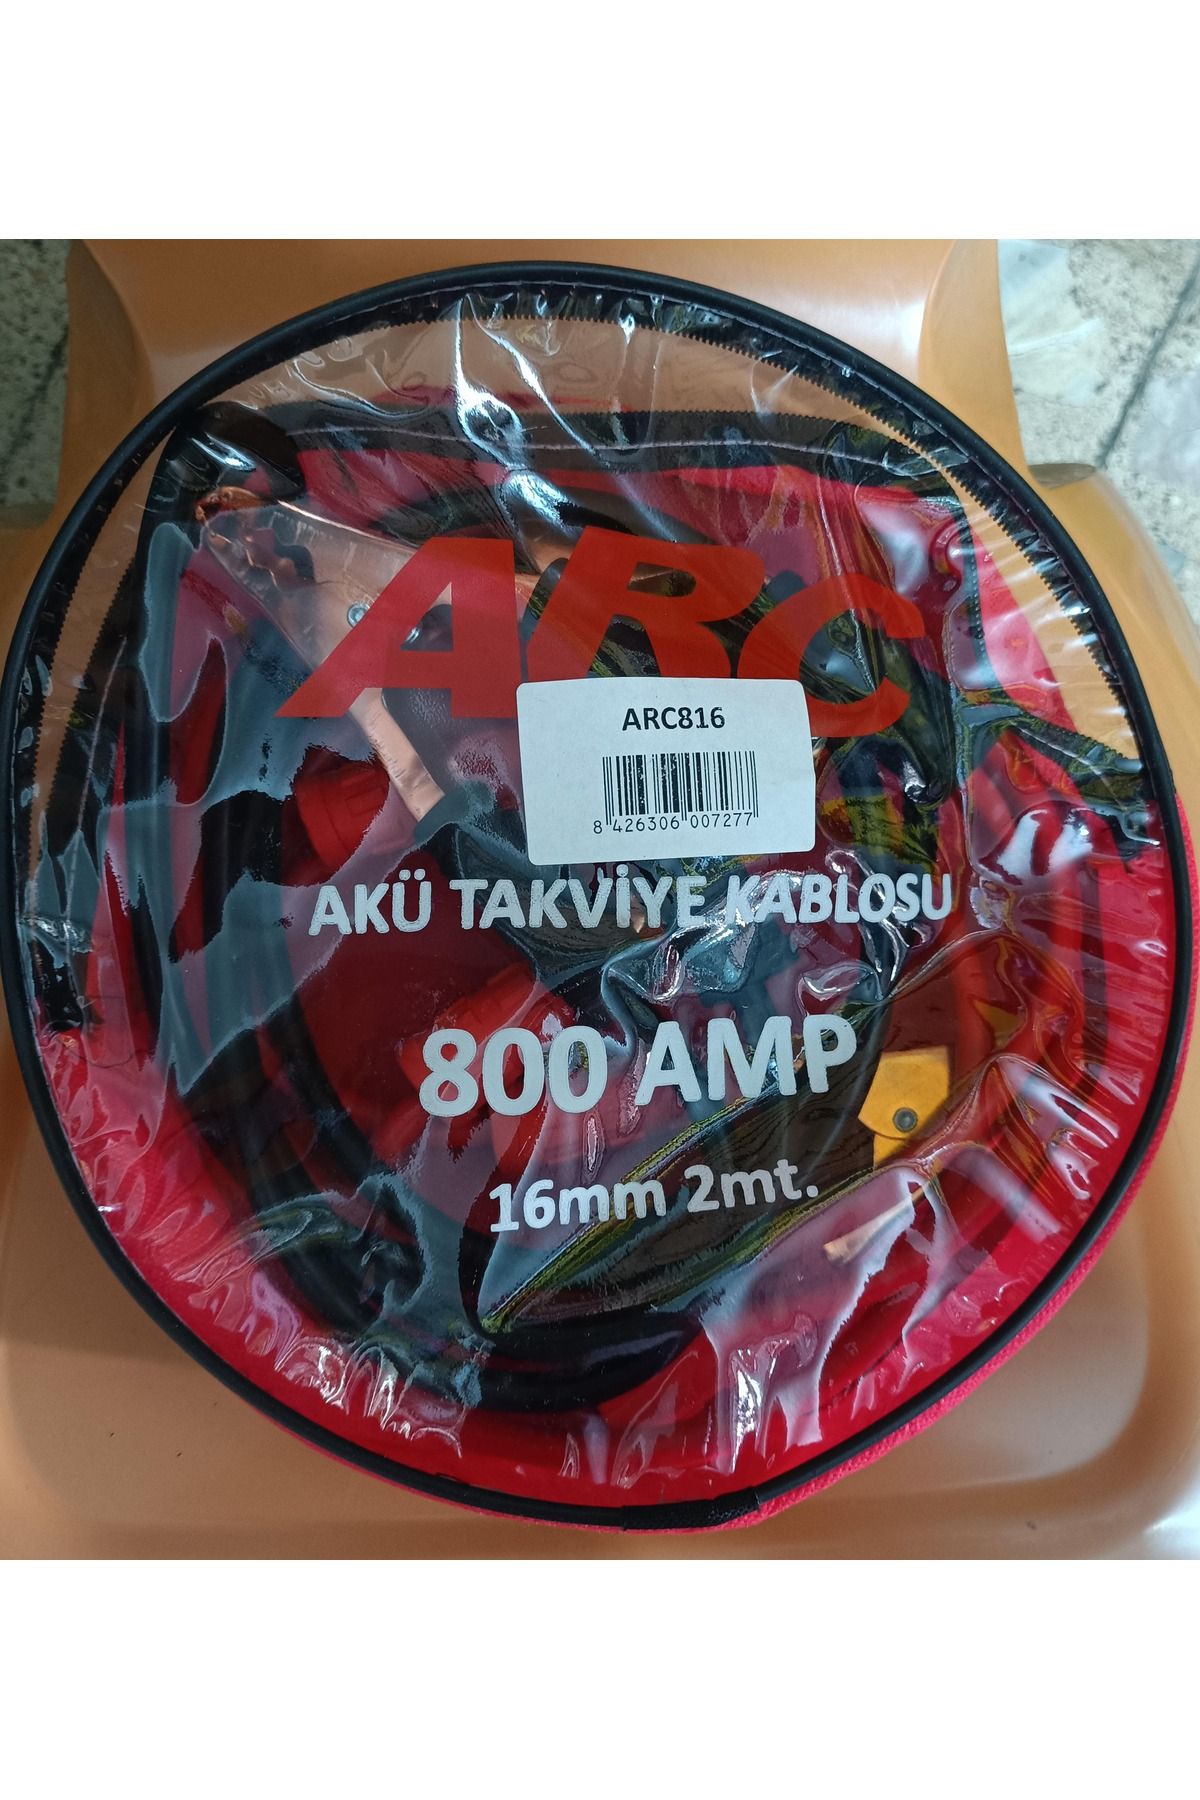 ARC
ARC816
8 426306 007277
AKÜ TAKVİYE KABLOSU
800 AMP
16mm 2mt.